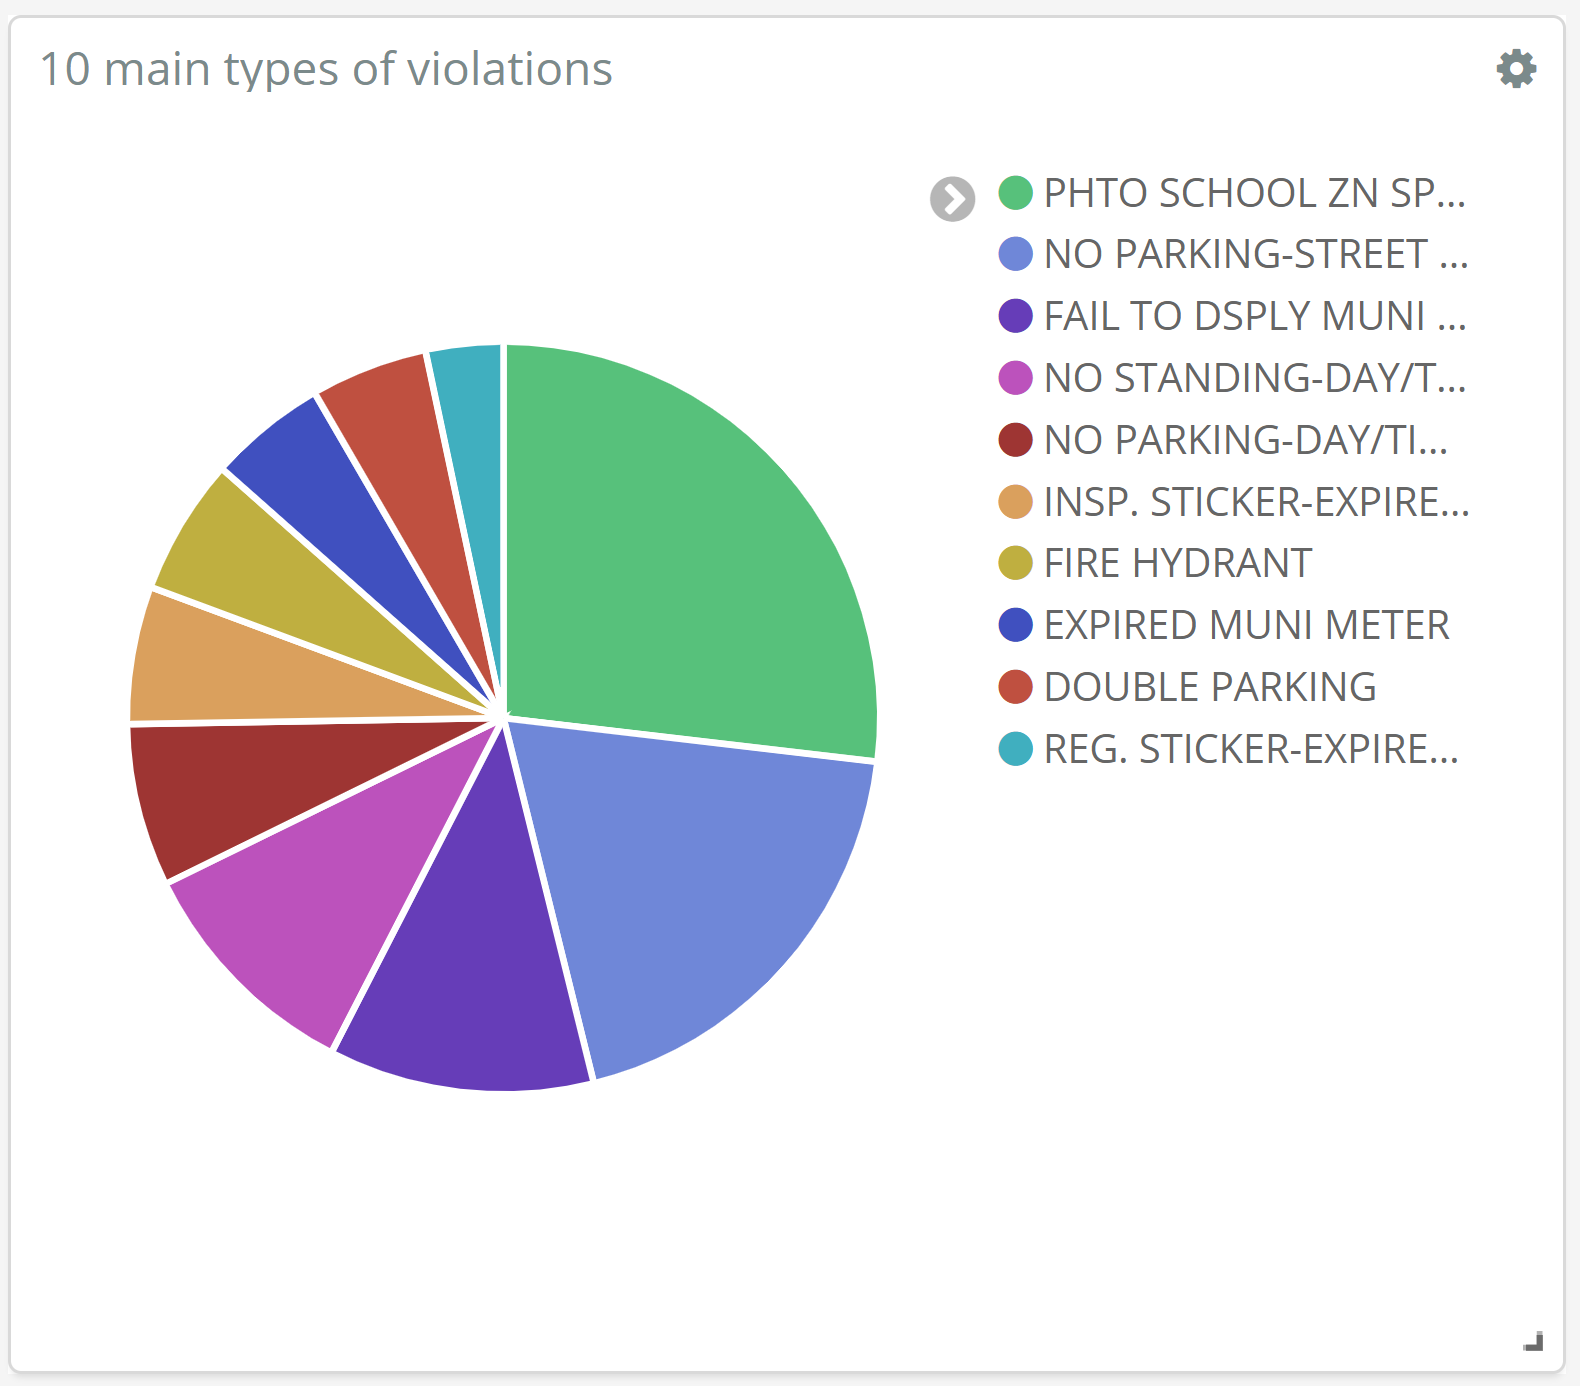 10 main types of violations
PHTO SCHOOL ZN SP...
NO PARKING-STREET ...
FAIL TO DSPLY MUNI ...
NO STANDING-DAY/T...
NO PARKING-DAY/TI...
INSP. STICKER-EXPIRE...
FIRE HYDRANT
EXPIRED MUNI METER
DOUBLE PARKING
REG. STICKER-EXPIRE...